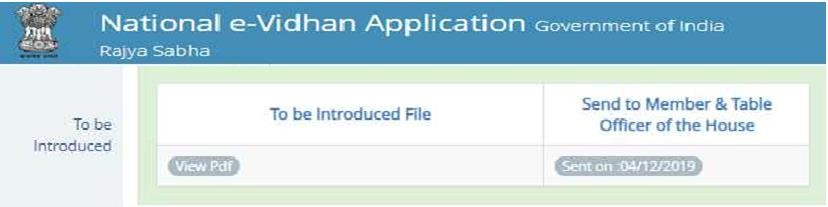 National e-Vidhan Application Government of India
Rajya Sabha
To be
Introduced
To be Introduced File
Send to Member & Table
Officer of the House
View Pdf
Sent on :04/12/2019